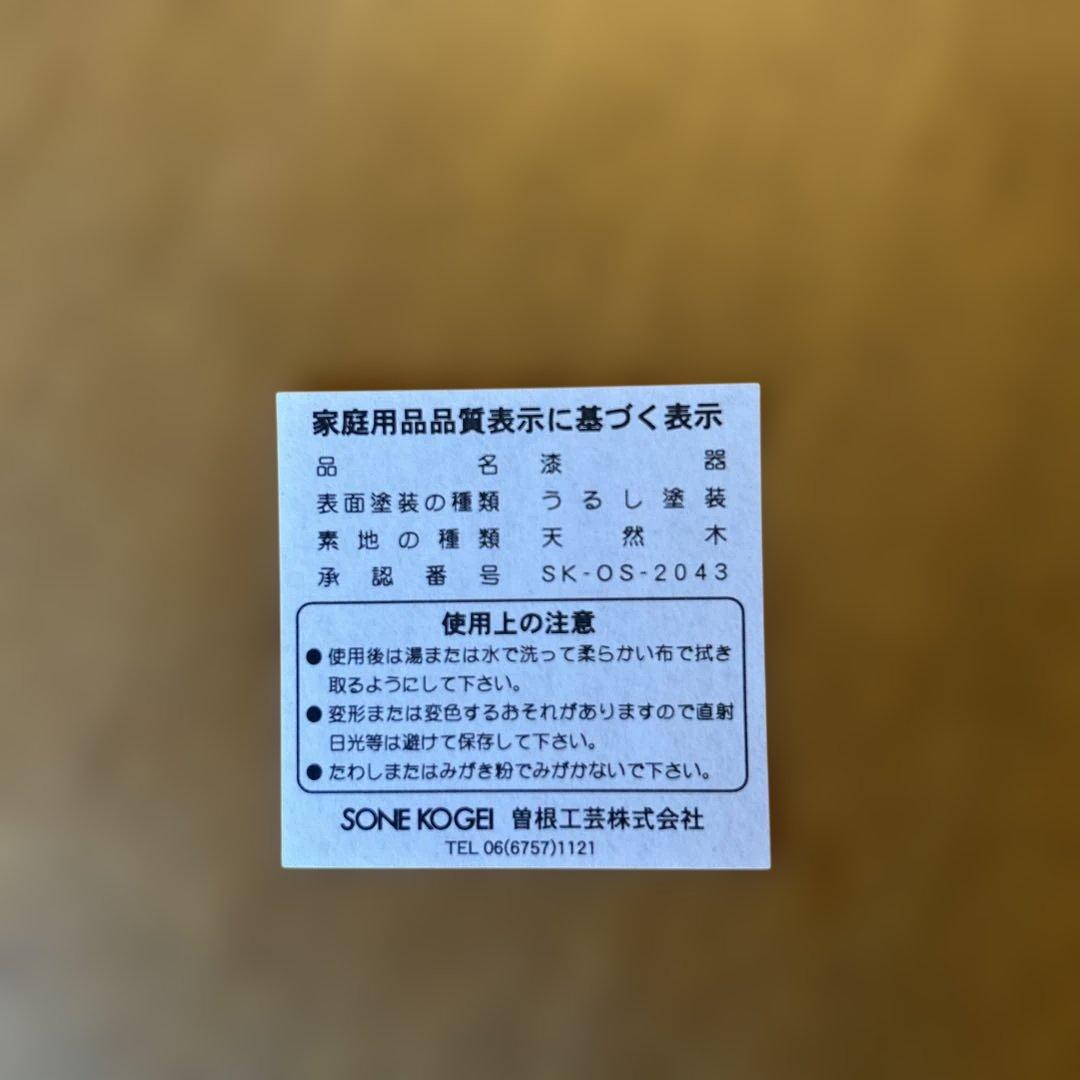 家庭用品品質表示に基づく表示
品名 漆器
表面塗装の種類 うるし塗装
素地の種類 天然木
承認番号 SK-OS-2043
使用上の注意
●使用後は湯または水で洗って柔らかい布で拭き
取るようにして下さい。
●変形または変色するおそれがありますので直射
日光等は避けて保存して下さい。
●たわしまたはみがき粉でみがかないで下さい。
SONE KOGEI 曽根工芸株式会社
TEL 06(6757)1121